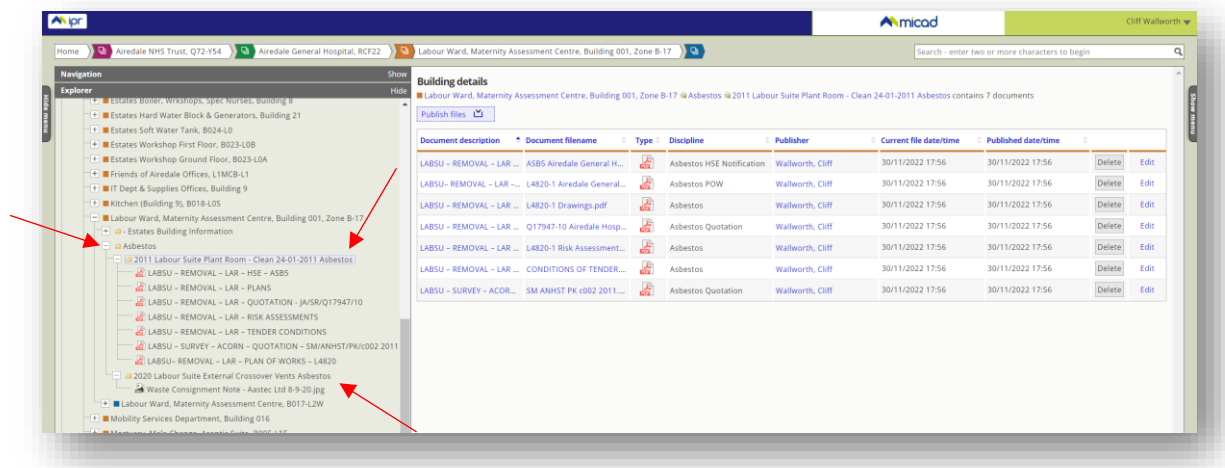 ipr
micad
Cliff Wallworth
Home
Airedale NHS Trust, Q72-Y54
Airedale General Hospital, RCF22
Labour Ward, Maternity Assessment Centre, Building 001, Zone B-17
Search - enter two or more characters to begin
Navigation Show
Explorer Hide
Hide menu
Show menu
Estates Boiler, Wrkshops, Spec Nurses, Building 8
Estates Hard Water Block & Generators, Building 21
Estates Soft Water Tank, B024-L0
Estates Workshop First Floor, B023-L0B
Estates Workshop Ground Floor, B023-L0A
Friends of Airedale Offices, L1MCB-L1
IT Dept & Supplies Offices, Building 9
Kitchen (Building 9), B018-L05
Labour Ward, Maternity Assessment Centre, Building 001, Zone B-17
- Estates Building Information
Asbestos
2011 Labour Suite Plant Room - Clean 24-01-2011 Asbestos
LABSU – REMOVAL – LAR – HSE – ASB5
LABSU – REMOVAL – LAR – PLANS
LABSU – REMOVAL – LAR – QUOTATION - JA/SR/Q17947/10
LABSU – REMOVAL – LAR – RISK ASSESSMENTS
LABSU – REMOVAL – LAR – TENDER CONDITIONS
LABSU – SURVEY – ACORN – QUOTATION – SM/ANHST/PK/c002 2011
LABSU– REMOVAL – LAR – PLAN OF WORKS – L4820
2020 Labour Suite External Crossover Vents Asbestos
Waste Consignment Note - Aastec Ltd 8-9-20.jpg
Labour Ward, Maternity Assessment Centre, B017-L2W
Mobility Services Department, Building 016
Building details
Labour Ward, Maternity Assessment Centre, Building 001, Zone B-17 Asbestos 2011 Labour Suite Plant Room - Clean 24-01-2011 Asbestos contains 7 documents
Publish files
Document description Document filename Type Discipline Publisher Current file date/time Published date/time
LABSU – REMOVAL – LAR ... ASB5 Airedale General H... Asbestos HSE Notification Wallworth, Cliff 30/11/2022 17:56 30/11/2022 17:56 Delete Edit
LABSU– REMOVAL – LAR –... L4820-1 Airedale General... Asbestos POW Wallworth, Cliff 30/11/2022 17:56 30/11/2022 17:56 Delete Edit
LABSU – REMOVAL – LAR ... L4820-1 Drawings.pdf Asbestos Wallworth, Cliff 30/11/2022 17:56 30/11/2022 17:56 Delete Edit
LABSU – REMOVAL – LAR ... Q17947-10 Airedale Hosp... Asbestos Quotation Wallworth, Cliff 30/11/2022 17:56 30/11/2022 17:56 Delete Edit
LABSU – REMOVAL – LAR ... L4820-1 Risk Assessment... Asbestos Wallworth, Cliff 30/11/2022 17:56 30/11/2022 17:56 Delete Edit
LABSU – REMOVAL – LAR ... CONDITIONS OF TENDER.... Asbestos Wallworth, Cliff 30/11/2022 17:56 30/11/2022 17:56 Delete Edit
LABSU – SURVEY – ACOR... SM ANHST PK c002 2011.... Asbestos Quotation Wallworth, Cliff 30/11/2022 17:56 30/11/2022 17:56 Delete Edit